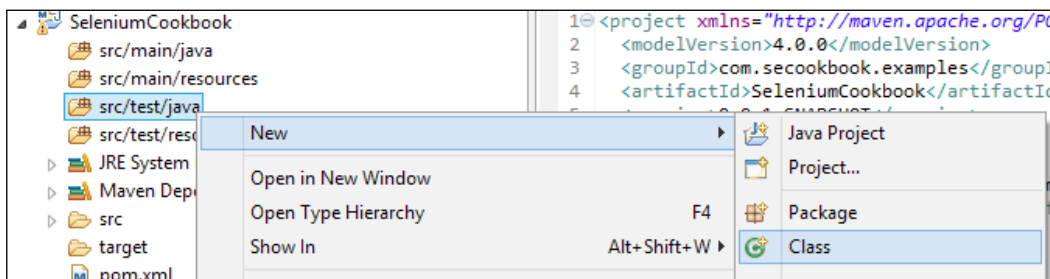 SeleniumCookbook
src/main/java
src/main/resources
src/test/java
src/test/reso
JRE System
Maven Depe
src
target
pom.xml
1 <project xmlns="http://maven.apache.org/PO
2 <modelVersion>4.0.0</modelVersion>
3 <groupId>com.secookbook.examples</groupI
4 <artifactId>SeleniumCookbook</artifactId
New
Open in New Window
Open Type Hierarchy F4
Show In Alt+Shift+W
Java Project
Project...
Package
Class